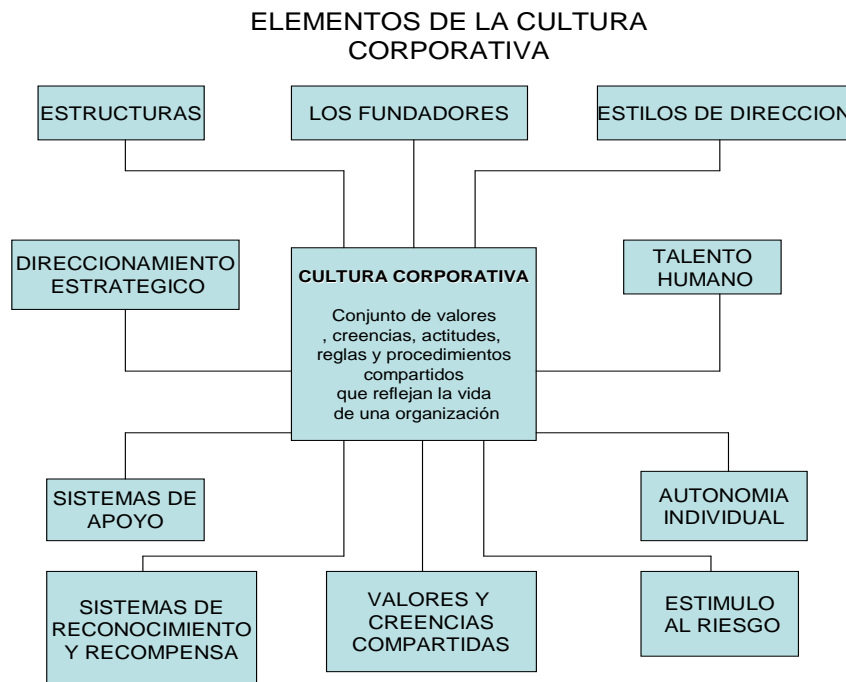 ELEMENTOS DE LA CULTURA
CORPORATIVA
ESTRUCTURAS
LOS FUNDADORES
ESTILOS DE DIRECCION
DIRECCIONAMIENTO
ESTRATEGICO
CULTURA CORPORATIVA
Conjunto de valores
, creencias, actitudes,
reglas y procedimientos
compartidos
que reflejan la vida
de una organización
TALENTO
HUMANO
SISTEMAS DE
APOYO
AUTONOMIA
INDIVIDUAL
SISTEMAS DE
RECONOCIMIENTO
Y RECOMPENSA
VALORES Y
CREENCIAS
COMPARTIDAS
ESTIMULO
AL RIESGO